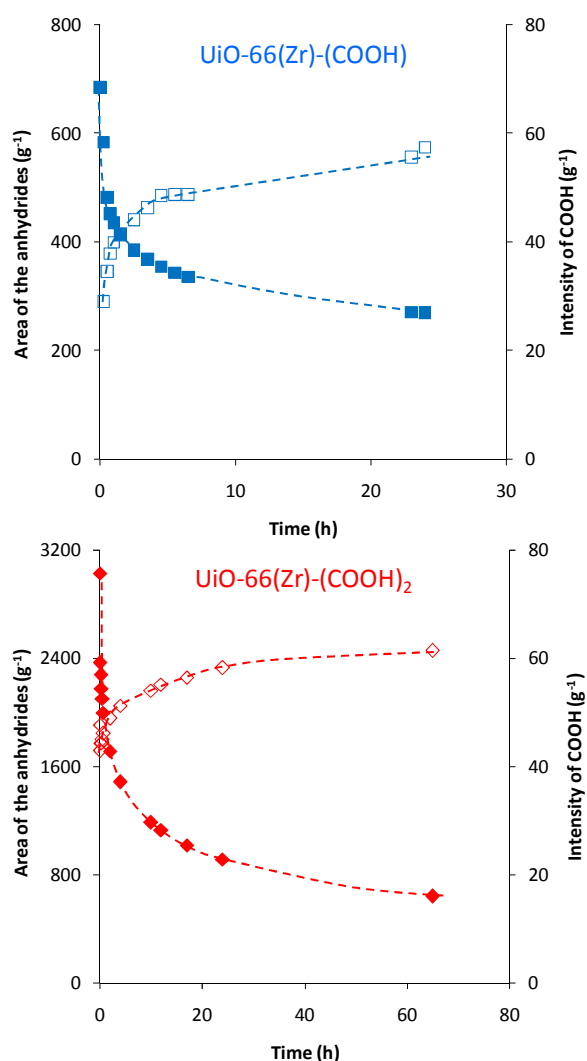 UiO-66(Zr)-(COOH)
Area of the anhydrides (g⁻¹)
800
600
400
200
0
80
60
40
20
0
Intensity of COOH (g⁻¹)
0 10 20 30
Time (h)
UiO-66(Zr)-(COOH)₂
Area of the anhydrides (g⁻¹)
3200
2400
1600
800
0
80
60
40
20
0
Intensity of COOH (g⁻¹)
0 20 40 60 80
Time (h)